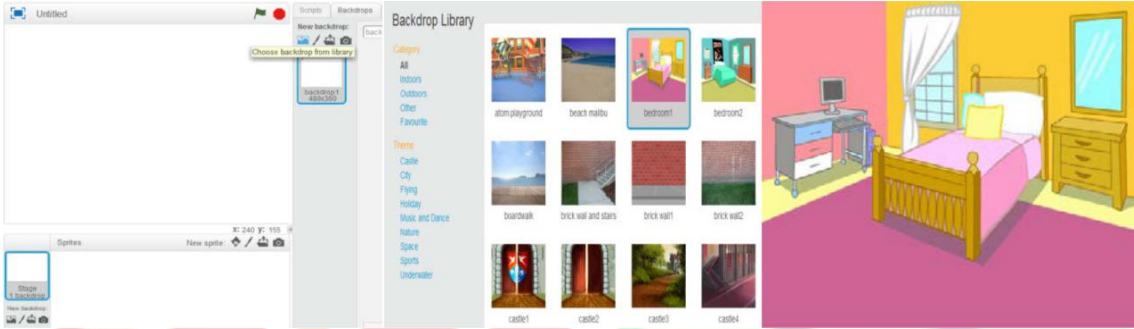 Untitled
Scripts Backdrops
New backdrop:
Choose backdrop from library
back
backdrop1
480x360
X: 240 y: 155
Sprites New sprite:
Stage
1 backdrop
New backdrop:
Backdrop Library
Category
All
Indoors
Outdoors
Other
Favourite
Theme
Castle
City
Flying
Holiday
Music and Dance
Nature
Space
Sports
Underwater
atom playground beach malibu bedroom1 bedroom2
boardwalk brick wall and stairs brick wall1 brick wall2
castle1 castle2 castle3 castle4